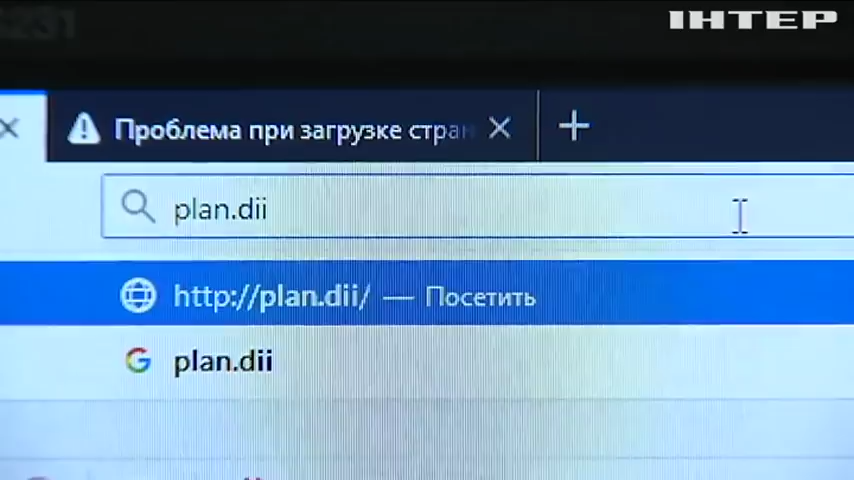 ІНТЕР
Проблема при загрузке стран
plan.dii
http://plan.dii/ — Посетить
plan.dii